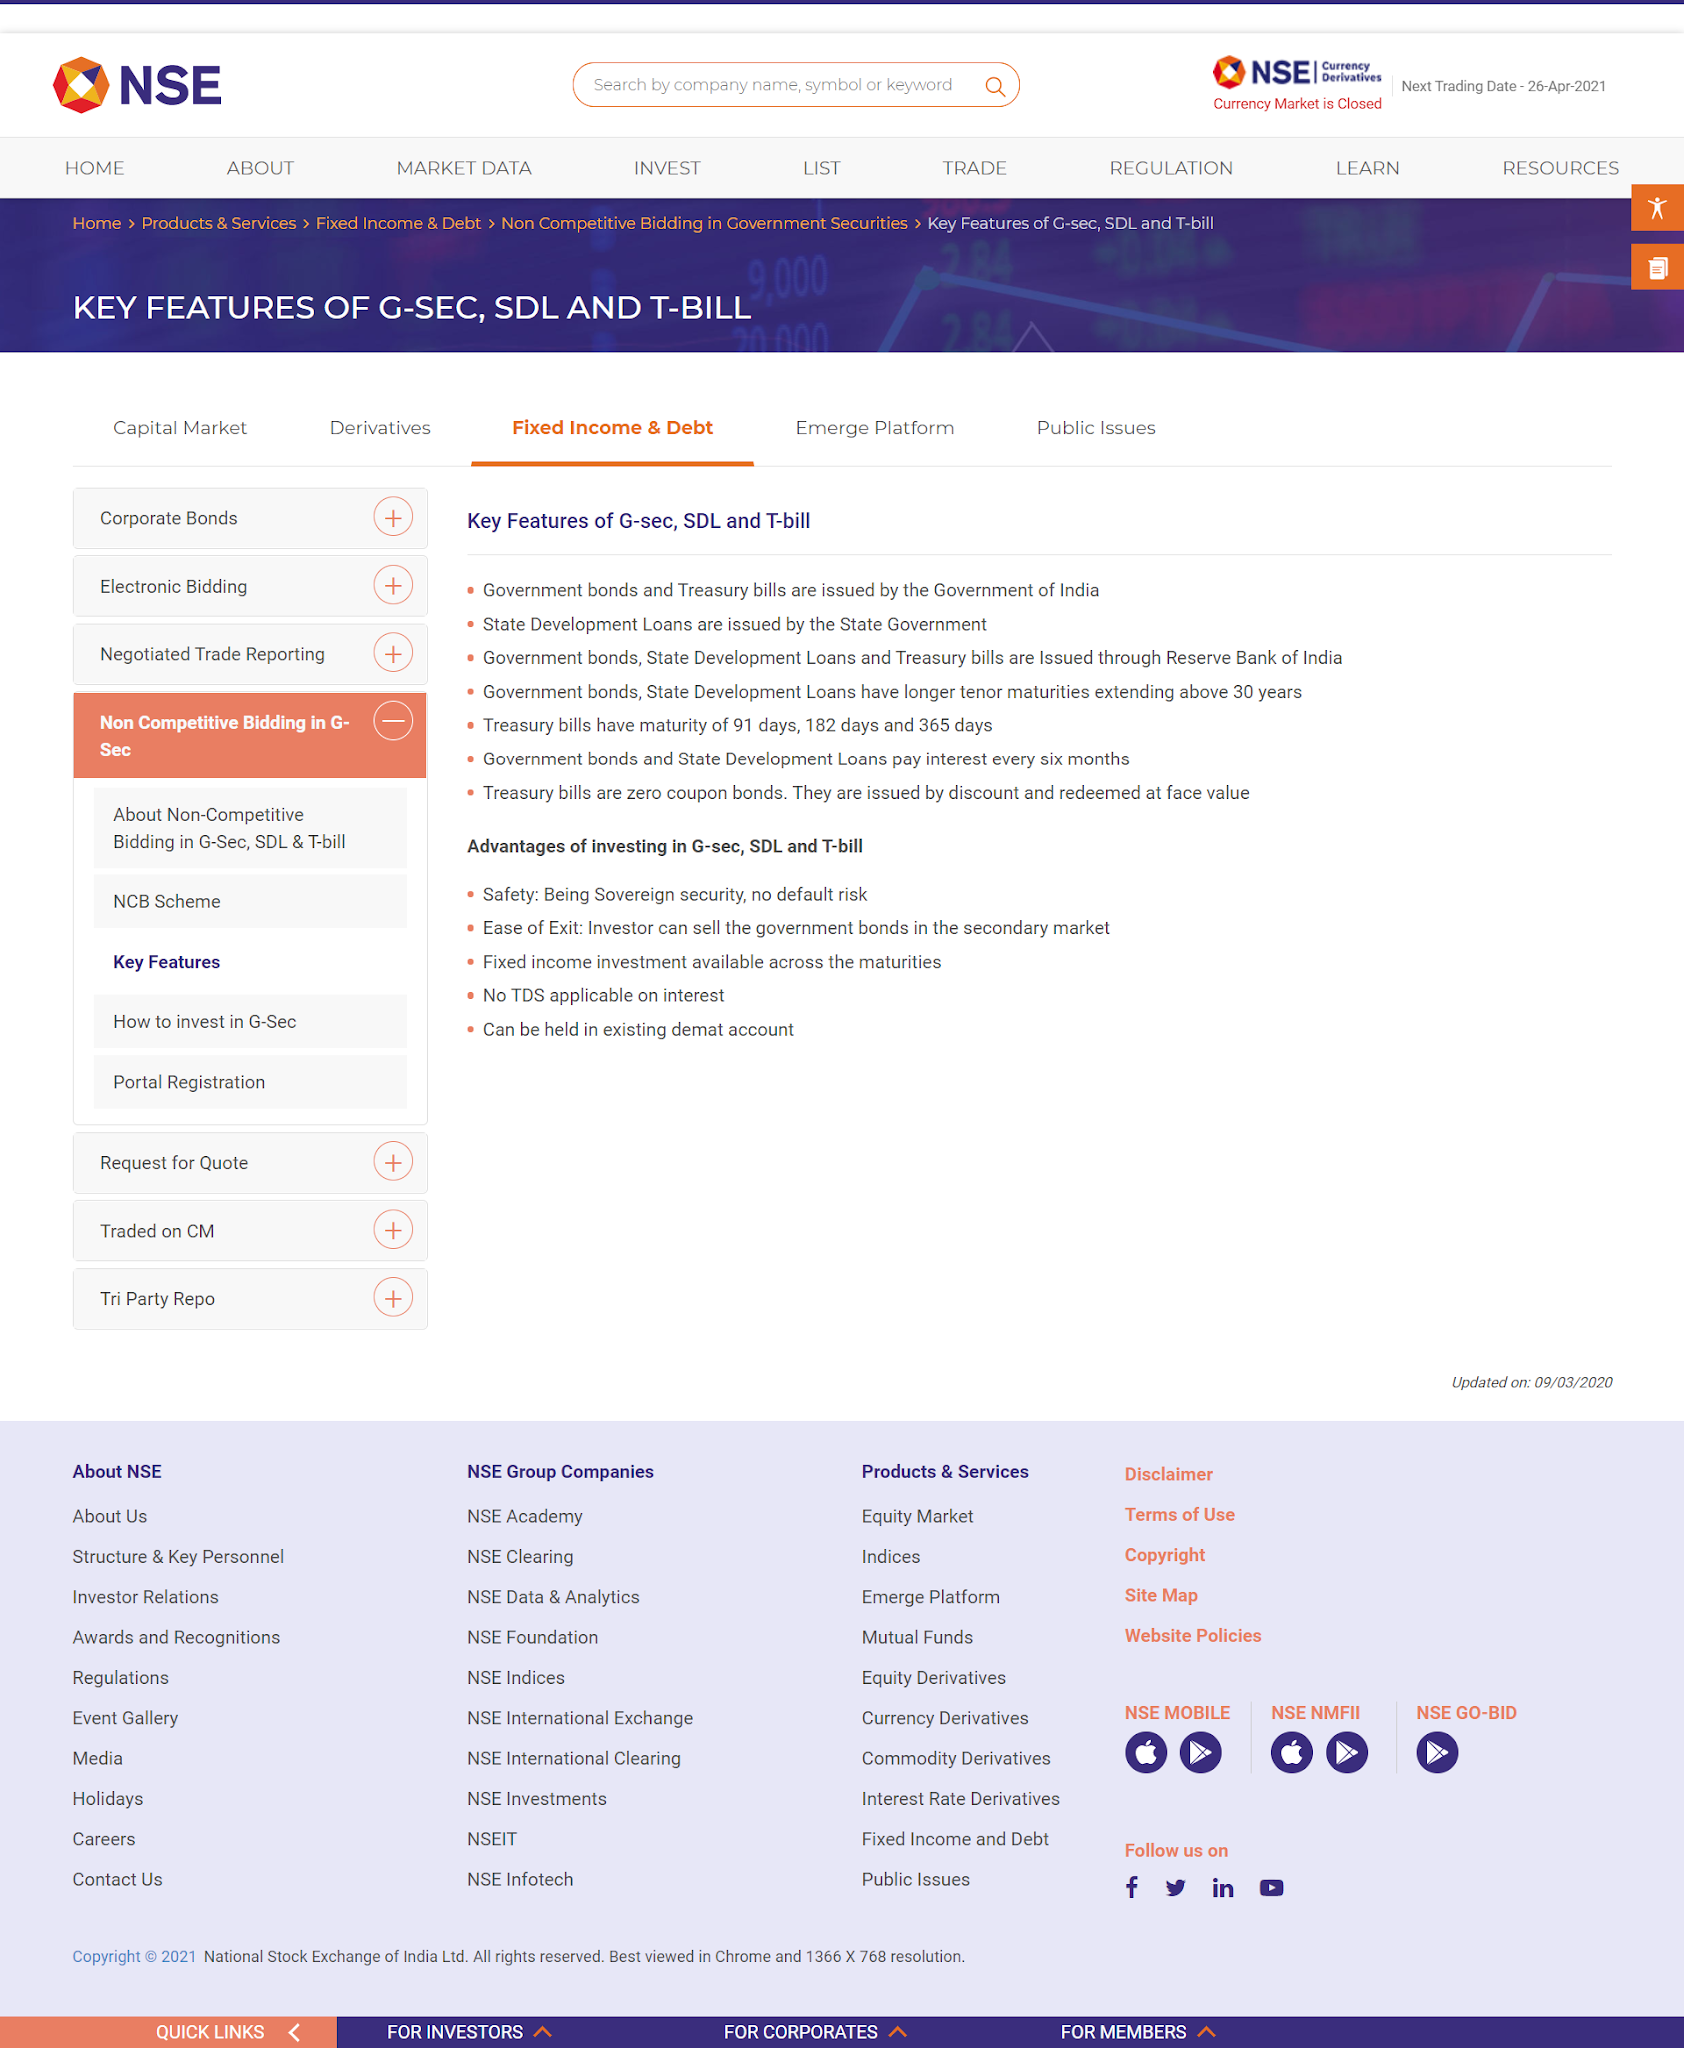 NSE
Search by company name, symbol or keyword
NSE Currency Derivatives
Currency Market is Closed
Next Trading Date - 26-Apr-2021
HOME ABOUT MARKET DATA INVEST LIST TRADE REGULATION LEARN RESOURCES
Home > Products & Services > Fixed Income & Debt > Non Competitive Bidding in Government Securities > Key Features of G-sec, SDL and T-bill
2.84
9,000
KEY FEATURES OF G-SEC, SDL AND T-BILL
2.84
20,000
Capital Market Derivatives Fixed Income & Debt Emerge Platform Public Issues
Corporate Bonds
Electronic Bidding
Negotiated Trade Reporting
Non Competitive Bidding in G-
Sec
About Non-Competitive
Bidding in G-Sec, SDL & T-bill
NCB Scheme
Key Features
How to invest in G-Sec
Portal Registration
Request for Quote
Traded on CM
Tri Party Repo
Key Features of G-sec, SDL and T-bill
• Government bonds and Treasury bills are issued by the Government of India
• State Development Loans are issued by the State Government
• Government bonds, State Development Loans and Treasury bills are Issued through Reserve Bank of India
• Government bonds, State Development Loans have longer tenor maturities extending above 30 years
• Treasury bills have maturity of 91 days, 182 days and 365 days
• Government bonds and State Development Loans pay interest every six months
• Treasury bills are zero coupon bonds. They are issued by discount and redeemed at face value
Advantages of investing in G-sec, SDL and T-bill
• Safety: Being Sovereign security, no default risk
• Ease of Exit: Investor can sell the government bonds in the secondary market
• Fixed income investment available across the maturities
• No TDS applicable on interest
• Can be held in existing demat account
Updated on: 09/03/2020
About NSE
About Us
Structure & Key Personnel
Investor Relations
Awards and Recognitions
Regulations
Event Gallery
Media
Holidays
Careers
Contact Us
NSE Group Companies
NSE Academy
NSE Clearing
NSE Data & Analytics
NSE Foundation
NSE Indices
NSE International Exchange
NSE International Clearing
NSE Investments
NSEIT
NSE Infotech
Products & Services
Equity Market
Indices
Emerge Platform
Mutual Funds
Equity Derivatives
Currency Derivatives
Commodity Derivatives
Interest Rate Derivatives
Fixed Income and Debt
Public Issues
Disclaimer
Terms of Use
Copyright
Site Map
Website Policies
NSE MOBILE NSE NMFII NSE GO-BID
Follow us on
Copyright © 2021 National Stock Exchange of India Ltd. All rights reserved. Best viewed in Chrome and 1366 X 768 resolution.
QUICK LINKS FOR INVESTORS FOR CORPORATES FOR MEMBERS